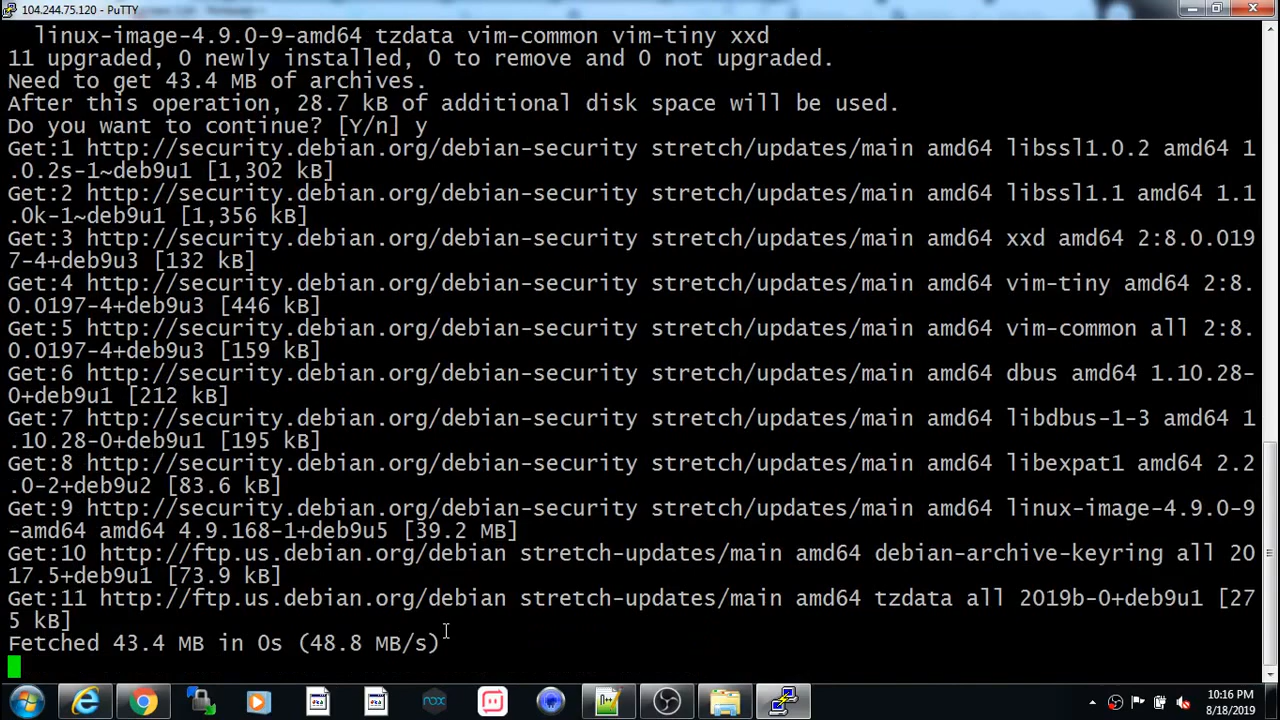 104.244.75.120 - PuTTY
linux-image-4.9.0-9-amd64 tzdata vim-common vim-tiny xxd
11 upgraded, 0 newly installed, 0 to remove and 0 not upgraded.
Need to get 43.4 MB of archives.
After this operation, 28.7 kB of additional disk space will be used.
Do you want to continue? [Y/n] y
Get:1 http://security.debian.org/debian-security stretch/updates/main amd64 libssl1.0.2 amd64 1
.0.2s-1~deb9u1 [1,302 kB]
Get:2 http://security.debian.org/debian-security stretch/updates/main amd64 libssl1.1 amd64 1.1
.0k-1~deb9u1 [1,356 kB]
Get:3 http://security.debian.org/debian-security stretch/updates/main amd64 xxd amd64 2:8.0.019
7-4+deb9u3 [132 kB]
Get:4 http://security.debian.org/debian-security stretch/updates/main amd64 vim-tiny amd64 2:8.
0.0197-4+deb9u3 [446 kB]
Get:5 http://security.debian.org/debian-security stretch/updates/main amd64 vim-common all 2:8.
0.0197-4+deb9u3 [159 kB]
Get:6 http://security.debian.org/debian-security stretch/updates/main amd64 dbus amd64 1.10.28-
0+deb9u1 [212 kB]
Get:7 http://security.debian.org/debian-security stretch/updates/main amd64 libdbus-1-3 amd64 1
.10.28-0+deb9u1 [195 kB]
Get:8 http://security.debian.org/debian-security stretch/updates/main amd64 libexpat1 amd64 2.2
.0-2+deb9u2 [83.6 kB]
Get:9 http://security.debian.org/debian-security stretch/updates/main amd64 linux-image-4.9.0-9
-amd64 amd64 4.9.168-1+deb9u5 [39.2 MB]
Get:10 http://ftp.us.debian.org/debian stretch-updates/main amd64 debian-archive-keyring all 20
17.5+deb9u1 [73.9 kB]
Get:11 http://ftp.us.debian.org/debian stretch-updates/main amd64 tzdata all 2019b-0+deb9u1 [27
5 kB]
Fetched 43.4 MB in 0s (48.8 MB/s)
nox
10:16 PM
8/18/2019